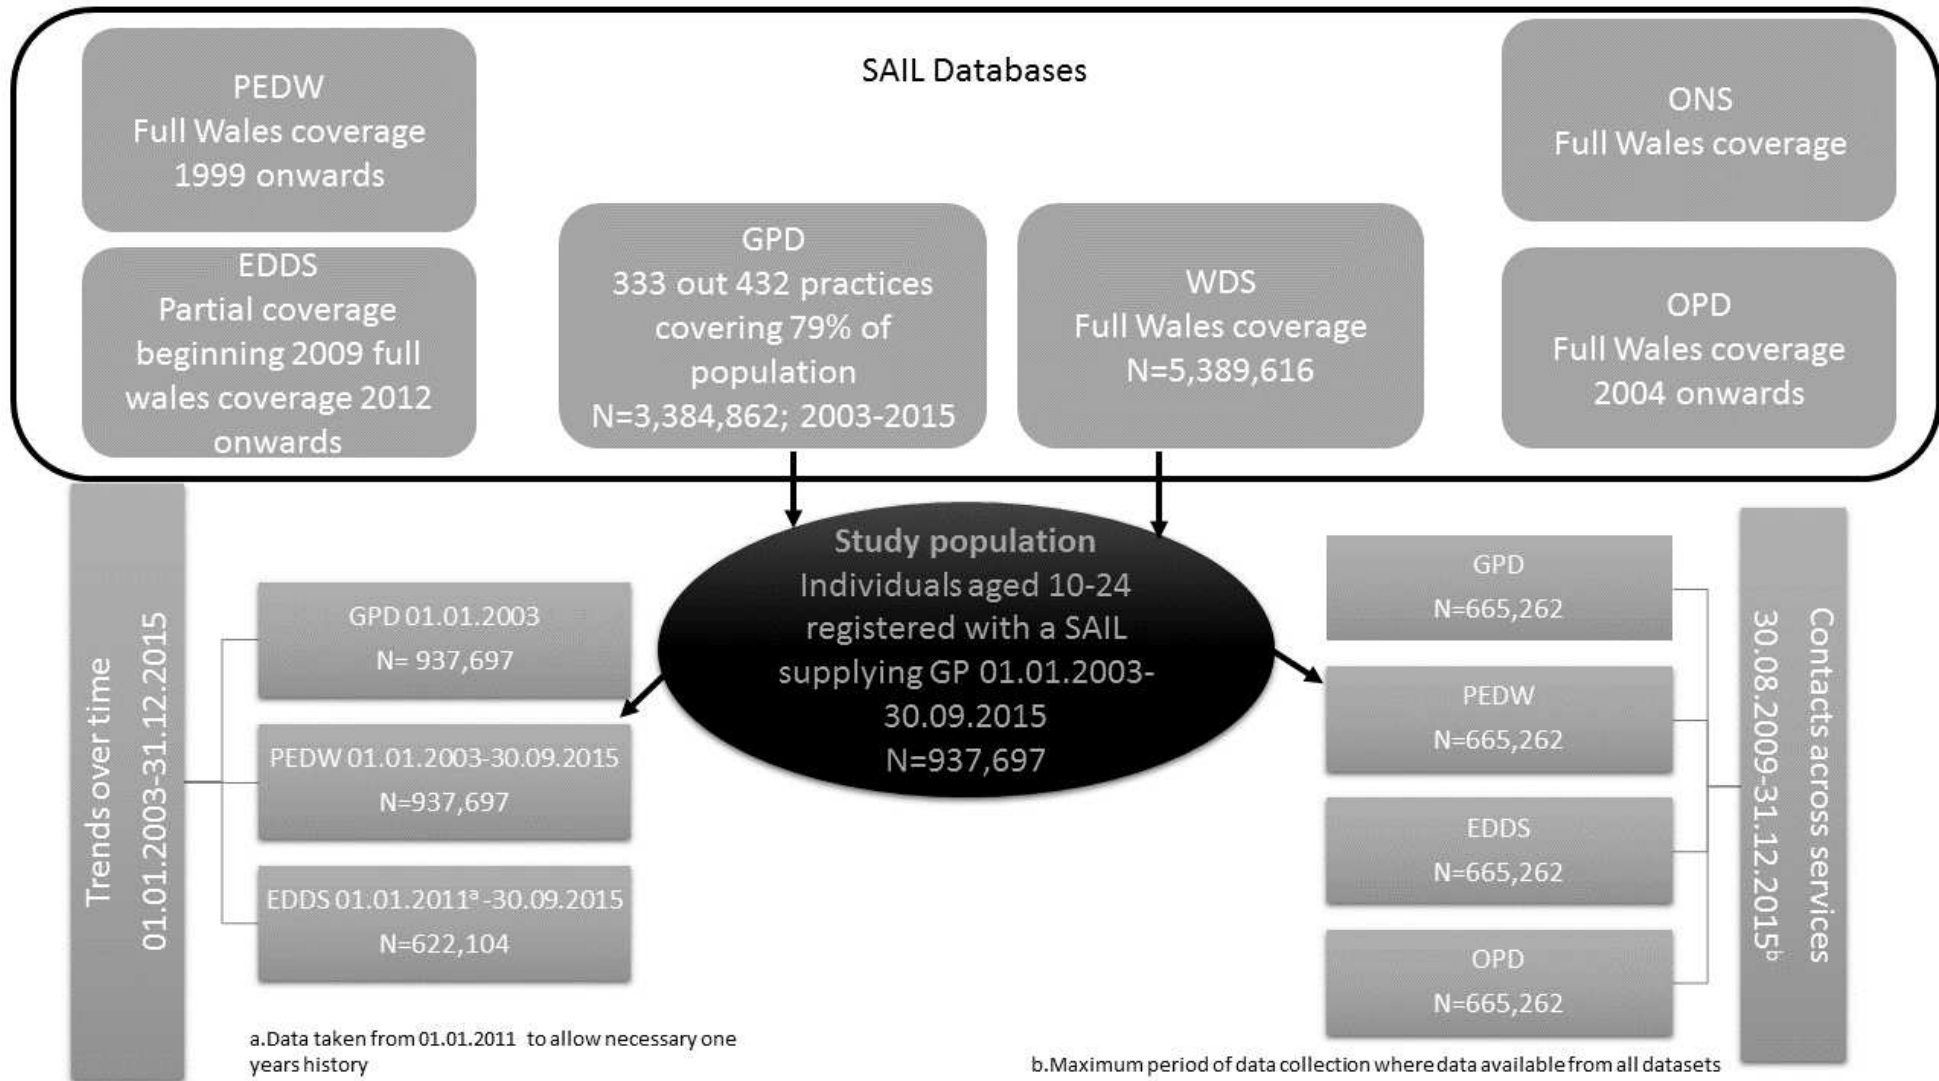 SAIL Databases
PEDW
Full Wales coverage
1999 onwards
EDDS
Partial coverage
beginning 2009 full
wales coverage 2012
onwards
GPD
333 out 432 practices
covering 79% of
population
N=3,384,862; 2003-2015
WDS
Full Wales coverage
N=5,389,616
ONS
Full Wales coverage
OPD
Full Wales coverage
2004 onwards
Study population
Individuals aged 10-24
registered with a SAIL
supplying GP 01.01.2003-
30.09.2015
N=937,697
Trends over time
01.01.2003-31.12.2015
GPD 01.01.2003
N= 937,697
PEDW 01.01.2003-30.09.2015
N=937,697
EDDS 01.01.2011ª -30.09.2015
N=622,104
GPD
N=665,262
PEDW
N=665,262
EDDS
N=665,262
OPD
N=665,262
Contacts across services
30.08.2009-31.12.2015ᵇ
a.Data taken from 01.01.2011 to allow necessary one
years history
b.Maximum period of data collection where data available from all datasets